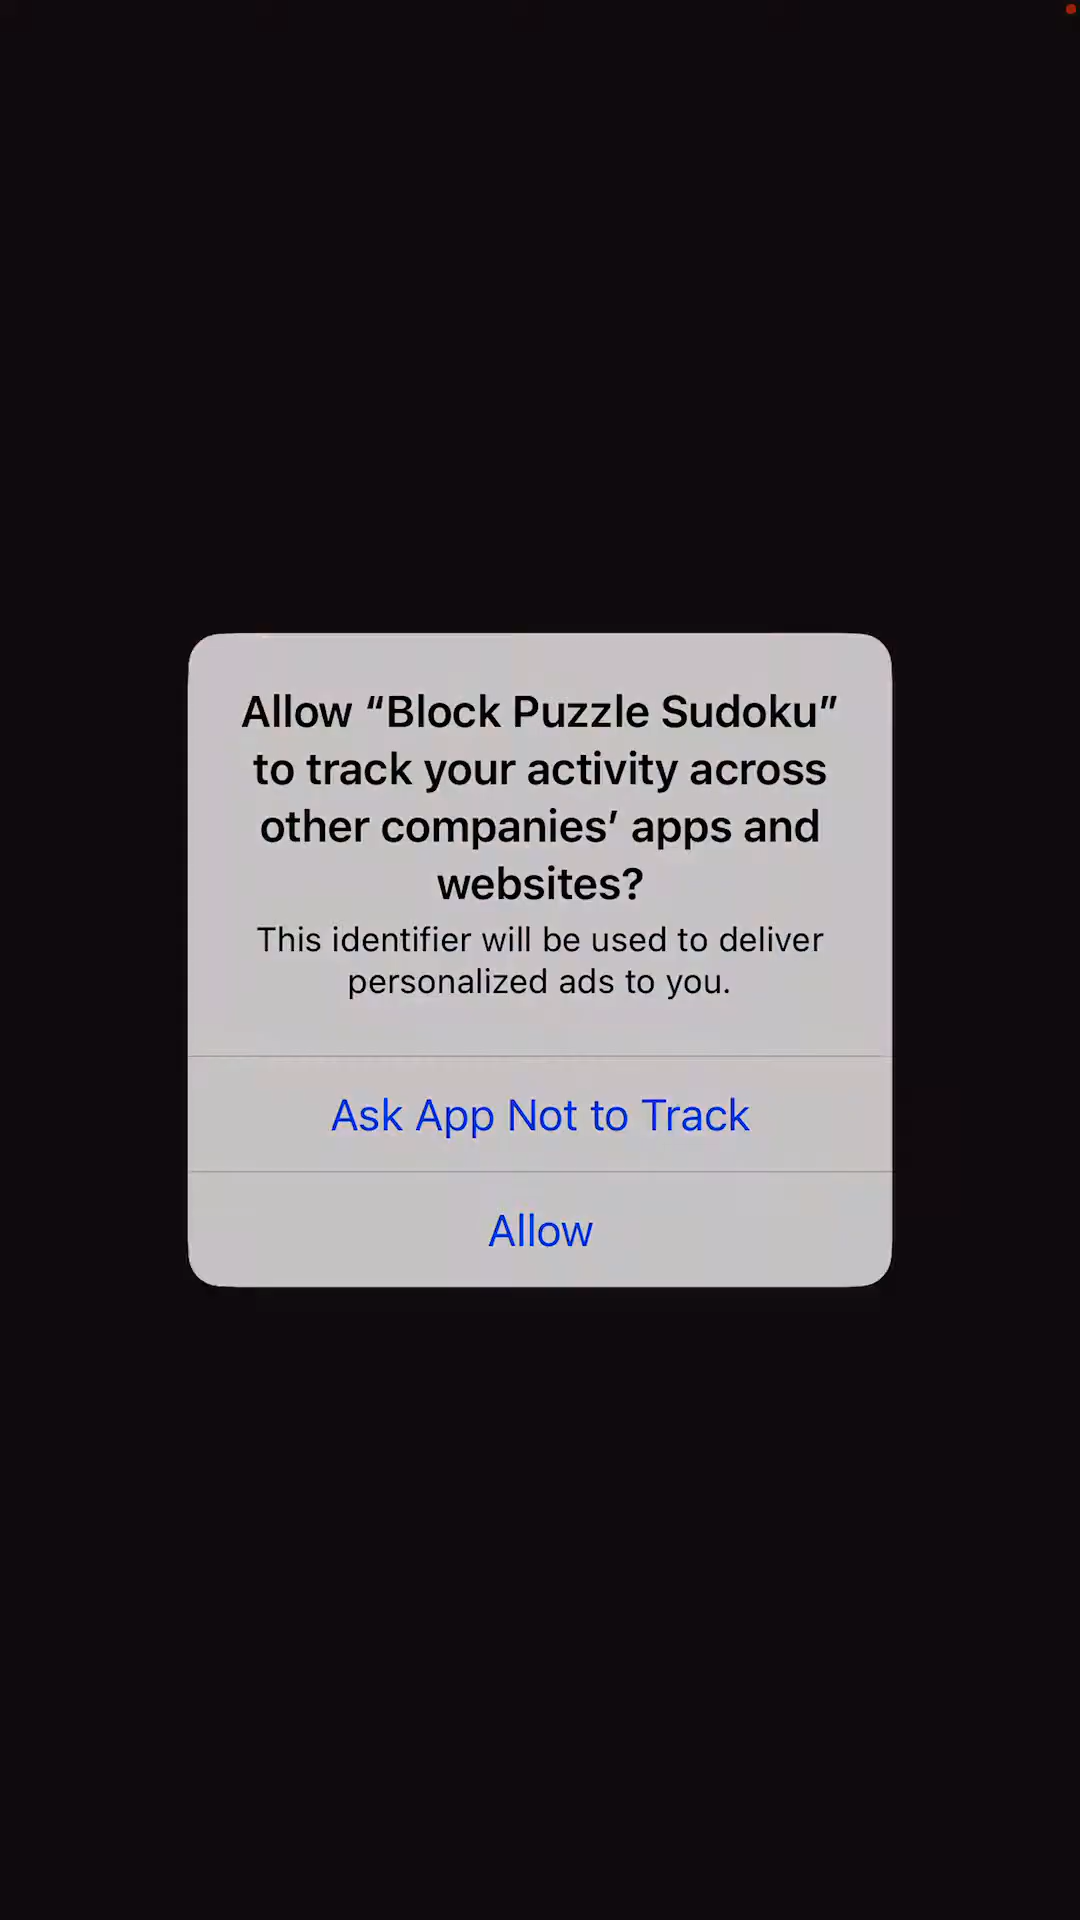 Allow “Block Puzzle Sudoku”
to track your activity across
other companies’ apps and
websites?
This identifier will be used to deliver
personalized ads to you.
Ask App Not to Track
Allow